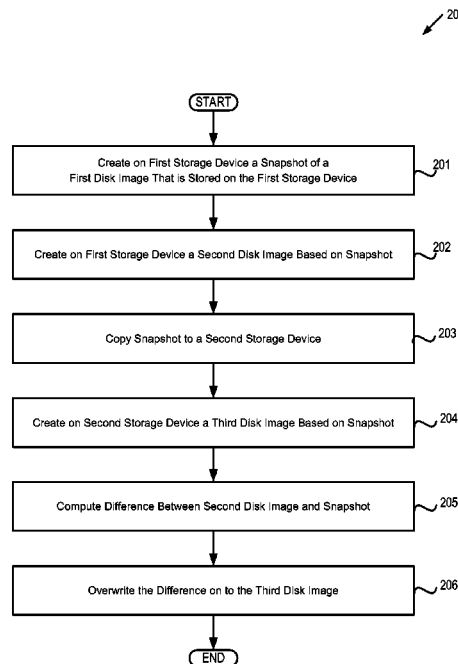 20
START
Create on First Storage Device a Snapshot of a
First Disk Image That is Stored on the First Storage Device
201
Create on First Storage Device a Second Disk Image Based on Snapshot
202
Copy Snapshot to a Second Storage Device
203
Create on Second Storage Device a Third Disk Image Based on Snapshot
204
Compute Difference Between Second Disk Image and Snapshot
205
Overwrite the Difference on to the Third Disk Image
206
END